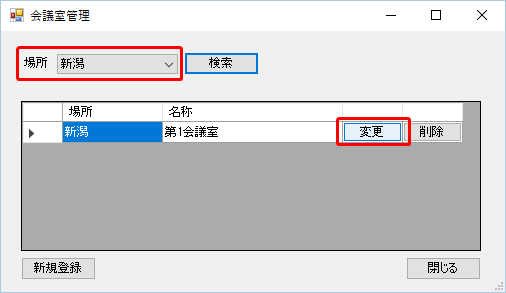 会議室管理
場所 新潟 検索
場所 名称
新潟 第1会議室 変更 削除
新規登録 閉じる